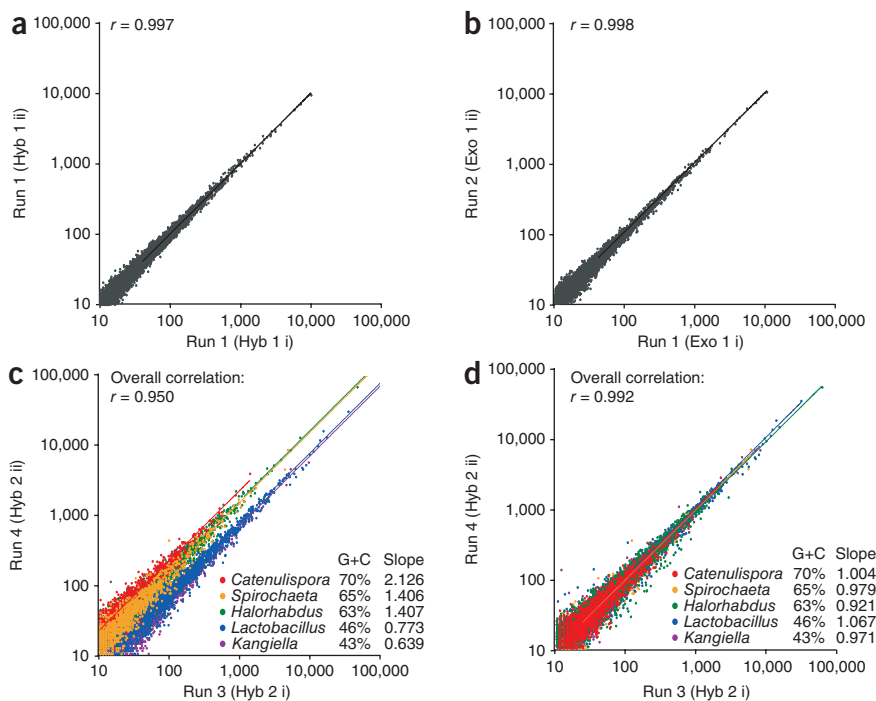 a
r = 0.997
100,000
10,000
1,000
100
10
Run 1 (Hyb 1 ii)
10 100 1,000 10,000 100,000
Run 1 (Hyb 1 i)
b
r = 0.998
100,000
10,000
1,000
100
10
Run 2 (Exo 1 ii)
10 100 1,000 10,000 100,000
Run 1 (Exo 1 i)
c
Overall correlation:
r = 0.950
100,000
10,000
1,000
100
10
Run 4 (Hyb 2 ii)
G+C Slope
Catenulispora 70% 2.126
Spirochaeta 65% 1.406
Halorhabdus 63% 1.407
Lactobacillus 46% 0.773
Kangiella 43% 0.639
10 100 1,000 10,000 100,000
Run 3 (Hyb 2 i)
d
Overall correlation:
r = 0.992
100,000
10,000
1,000
100
10
Run 4 (Hyb 2 ii)
G+C Slope
Catenulispora 70% 1.004
Spirochaeta 65% 0.979
Halorhabdus 63% 0.921
Lactobacillus 46% 1.067
Kangiella 43% 0.971
10 100 1,000 10,000 100,000
Run 3 (Hyb 2 i)